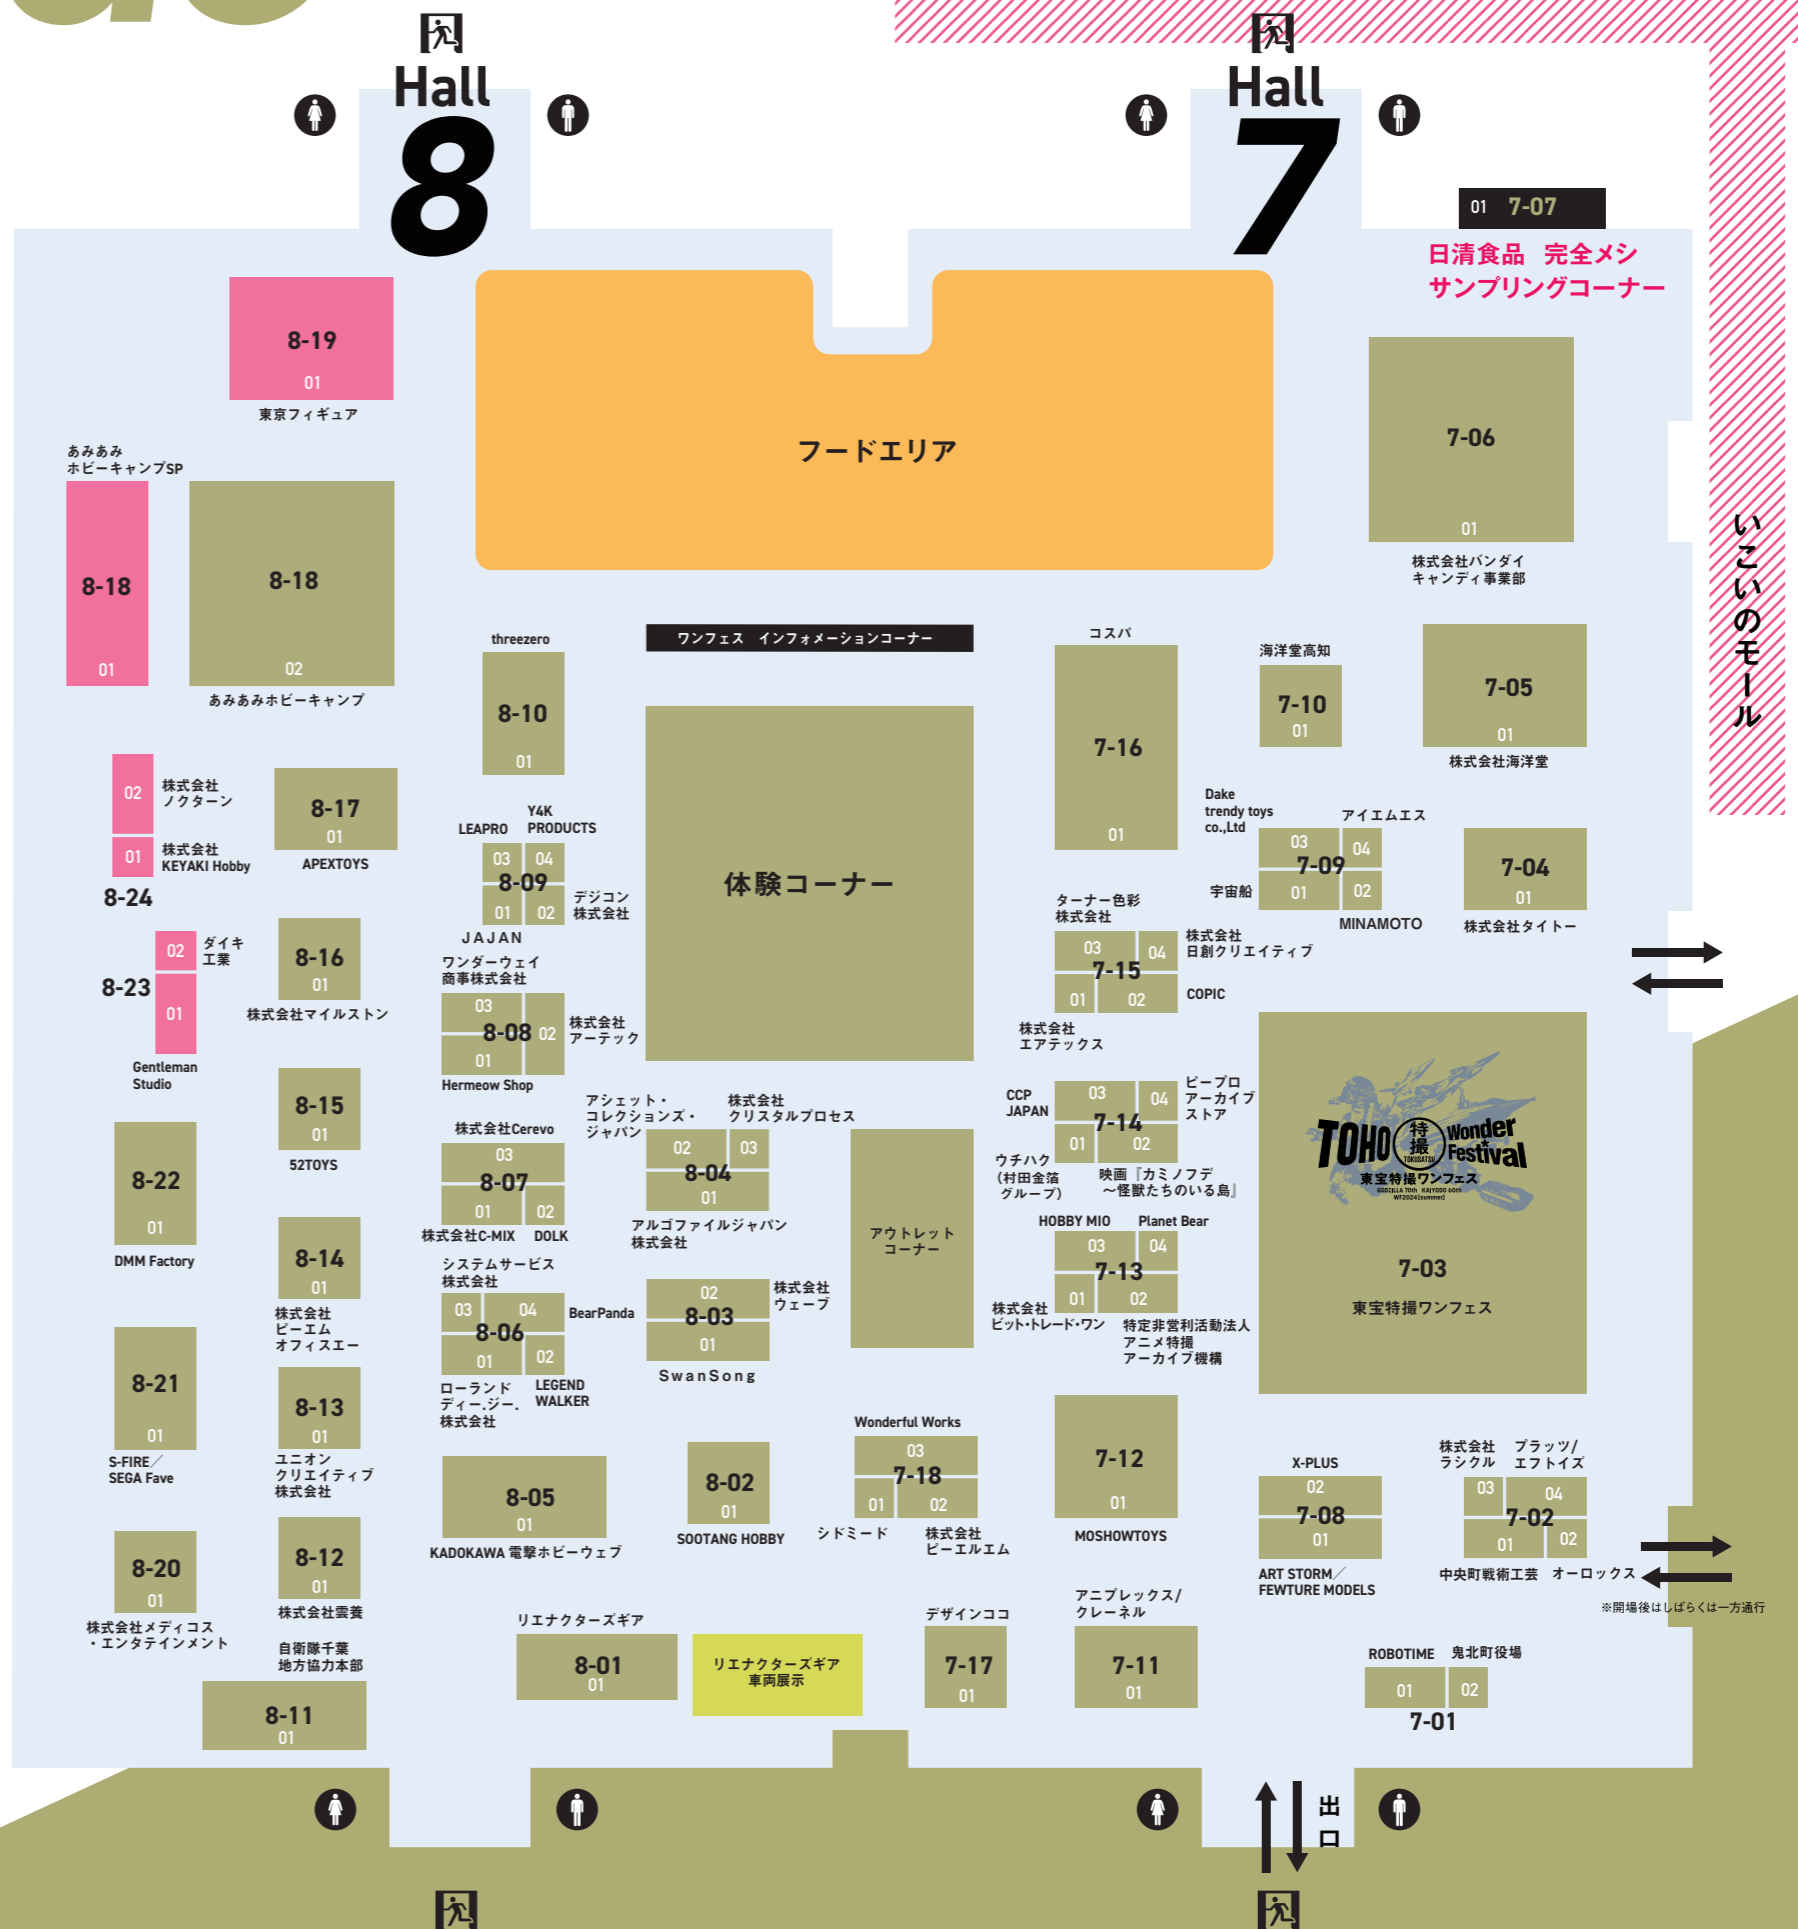 Hall
8
Hall
7
01 7-07
日清食品 完全メシ
サンプリングコーナー
8-19
01
東京フィギュア
フードエリア
7-06
01
株式会社バンダイ
キャンディ事業部
いこいのモール
あみあみ
ホビーキャンプSP
8-18
01
8-18
02
あみあみホビーキャンプ
threezero
8-10
01
ワンフェス インフォメーションコーナー
体験コーナー
コスパ
7-16
01
海洋堂高知
7-10
01
7-05
01
株式会社海洋堂
02
株式会社
ノクターン
01
株式会社
KEYAKI Hobby
8-24
8-17
01
APEXTOYS
LEAPRO
Y4K
PRODUCTS
03
04
8-09
01
02
デジコン
株式会社
JAJAN
Dake
trendy toys
co.,Ltd
アイエムエス
03
04
7-09
01
02
宇宙船
MINAMOTO
7-04
01
株式会社タイトー
02
ダイキ
工業
8-23
01
Gentleman
Studio
8-16
01
株式会社マイルストン
ワンダーウェイ
商事株式会社
03
8-08
02
01
株式会社
アーテック
Hermeow Shop
ターナー色彩
株式会社
03
04
株式会社
日創クリエイティブ
7-15
01
02
COPIC
株式会社
エアテックス
8-15
01
52TOYS
アシェット・
コレクションズ・
ジャパン
株式会社
クリスタルプロセス
02
03
8-04
01
アルゴファイルジャパン
株式会社
CCP
JAPAN
03
04
ピープロ
アーカイブ
ストア
7-14
01
02
ウチハク
(村田金箔
グループ)
映画『カミノフデ
〜怪獣たちのいる島』
TOHO
特撮
TOKUSATSU
Wonder
Festival
東宝特撮ワンフェス
GODZILLA 70th KAIYODO 60th
WF2024[summer]
7-03
東宝特撮ワンフェス
8-22
01
DMM Factory
株式会社Cerevo
03
8-07
01
02
株式会社C-MIX
DOLK
アウトレット
コーナー
HOBBY MIO
Planet Bear
03
04
7-13
01
02
株式会社
ビット・トレード・ワン
特定非営利活動法人
アニメ特撮
アーカイブ機構
8-14
01
株式会社
ピーエム
オフィスエー
システムサービス
株式会社
03
04
BearPanda
8-06
01
02
ローランド
ディー.ジー.
株式会社
LEGEND
WALKER
02
株式会社
ウェーブ
8-03
01
SwanSong
8-21
01
S-FIRE／
SEGA Fave
8-13
01
ユニオン
クリエイティブ
株式会社
8-05
01
KADOKAWA 電撃ホビーウェブ
8-02
01
SOOTANG HOBBY
Wonderful Works
03
7-18
01
02
シドミード
株式会社
ピーエルエム
7-12
01
MOSHOWTOYS
X-PLUS
02
7-08
01
ART STORM／
FEWTURE MODELS
株式会社
ラシクル
プラッツ/
エフトイズ
03
04
7-02
01
02
中央町戦術工芸
オーロックス
※開場後はしばらくは一方通行
8-20
01
株式会社メディコス
・エンタテインメント
8-12
01
株式会社雲養
自衛隊千葉
地方協力本部
8-11
01
リエナクターズギア
8-01
01
リエナクターズギア
車両展示
デザインココ
7-17
01
アニプレックス/
クレーネル
7-11
01
ROBOTIME
鬼北町役場
01
02
7-01
出口